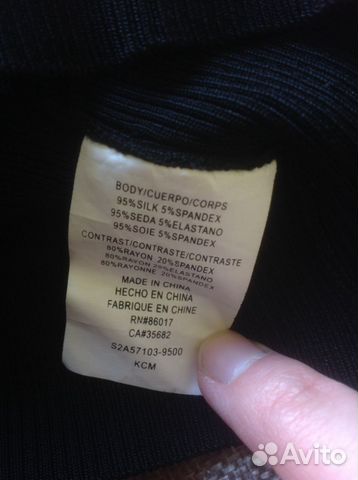 BODY/CUERPO/CORPS
95%SILK 5%SPANDEX
95%SEDA 5%ELASTANO
95%SOIE 5%SPANDEX
CONTRAST/CONTRASTE/CONTRASTE
80%RAYON 20%SPANDEX
80%RAYON 20%ELASTANO
80%RAYONNE 20%SPANDEX
MADE IN CHINA
HECHO EN CHINA
FABRIQUE EN CHINE
RN#86017
CA#35682
S2A57103-9500
KCM
Avito